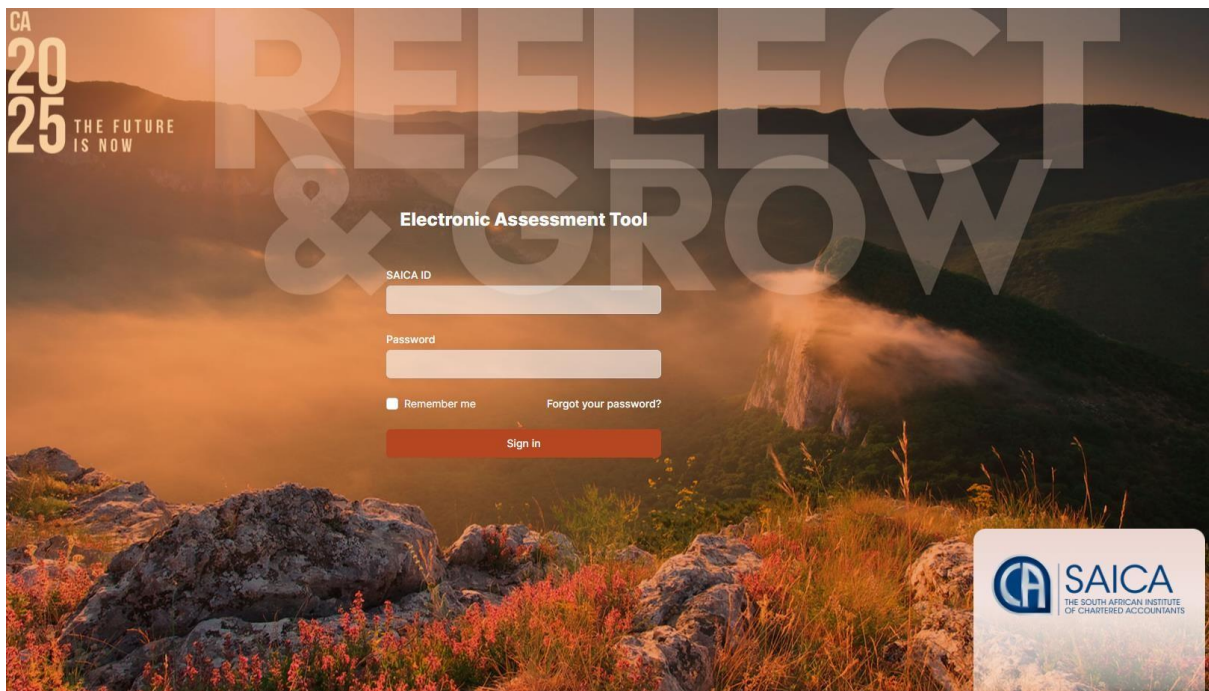 CA
20
25
THE FUTURE
IS NOW
REFLECT
& GROW
Electronic Assessment Tool
SAICA ID
Password
Remember me
Forgot your password?
Sign in
CA
SAICA
THE SOUTH AFRICAN INSTITUTE
OF CHARTERED ACCOUNTANTS